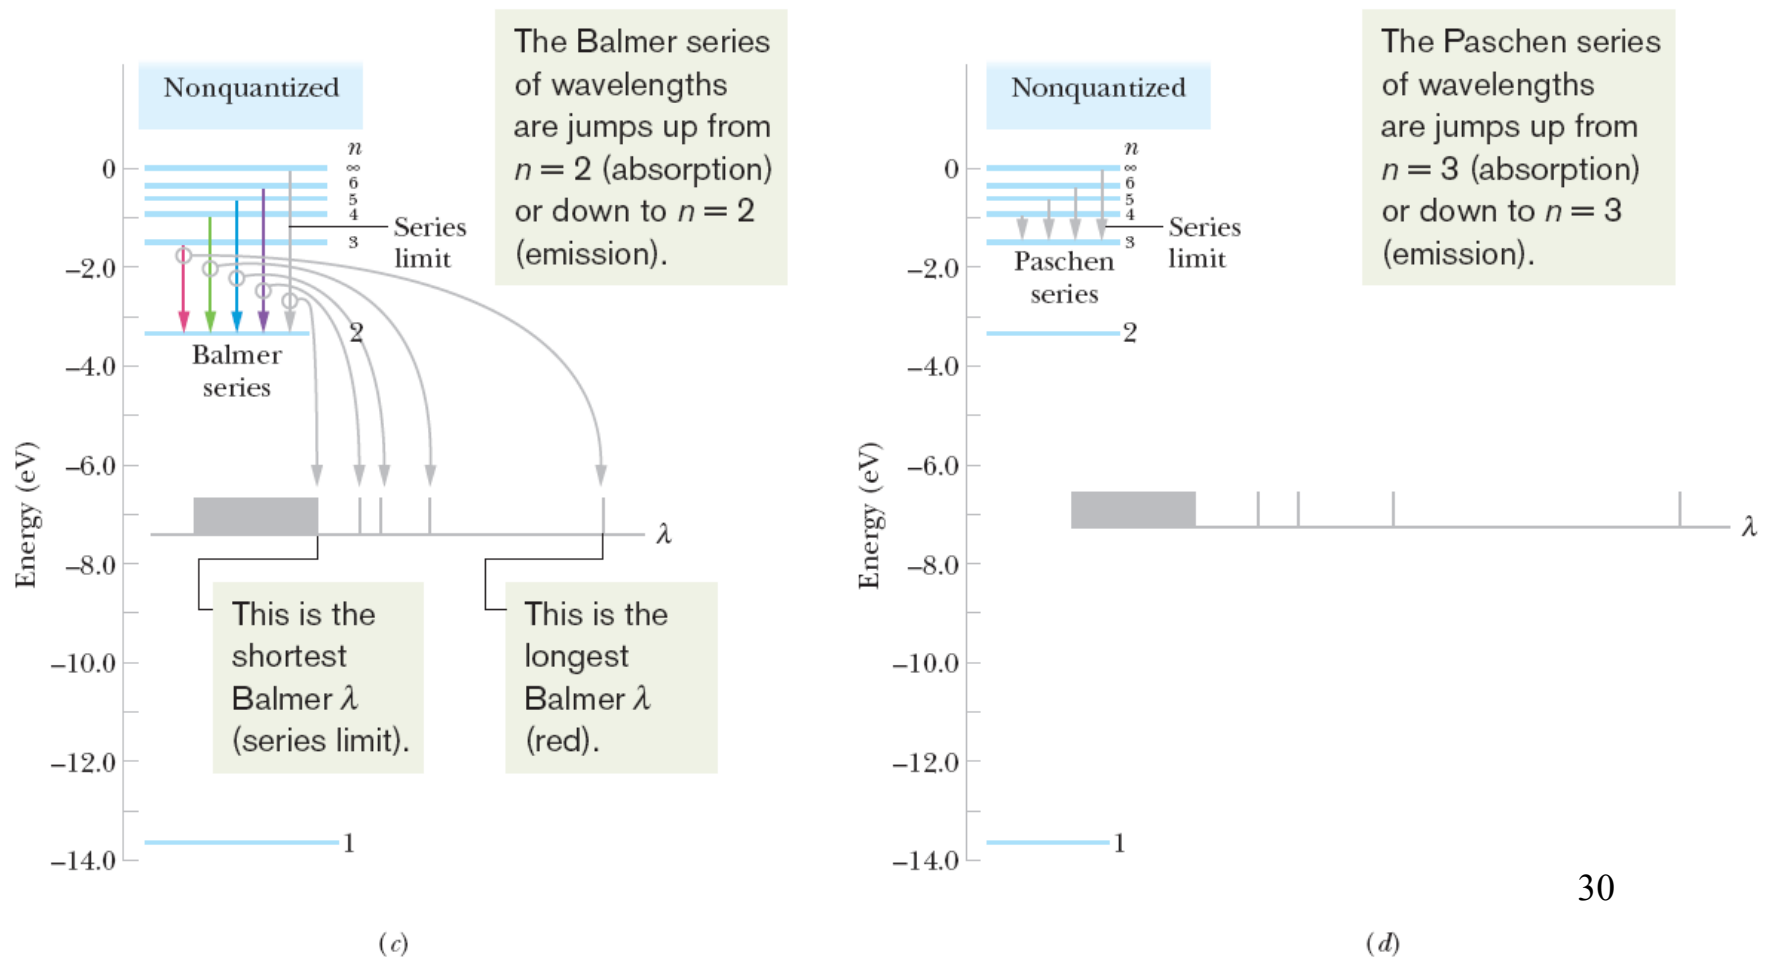 The Balmer series
of wavelengths
are jumps up from
n = 2 (absorption)
or down to n = 2
(emission).
Nonquantized
n
0
∞
6
5
4
3
Series
limit
–2.0
2
Balmer
series
–4.0
–6.0
Energy (eV)
λ
–8.0
This is the
shortest
Balmer λ
(series limit).
This is the
longest
Balmer λ
(red).
–10.0
–12.0
1
–14.0
(c)
The Paschen series
of wavelengths
are jumps up from
n = 3 (absorption)
or down to n = 3
(emission).
Nonquantized
n
0
∞
6
5
4
3
Series
limit
–2.0
Paschen
series
2
–4.0
–6.0
Energy (eV)
λ
–8.0
–10.0
–12.0
1
–14.0
30
(d)